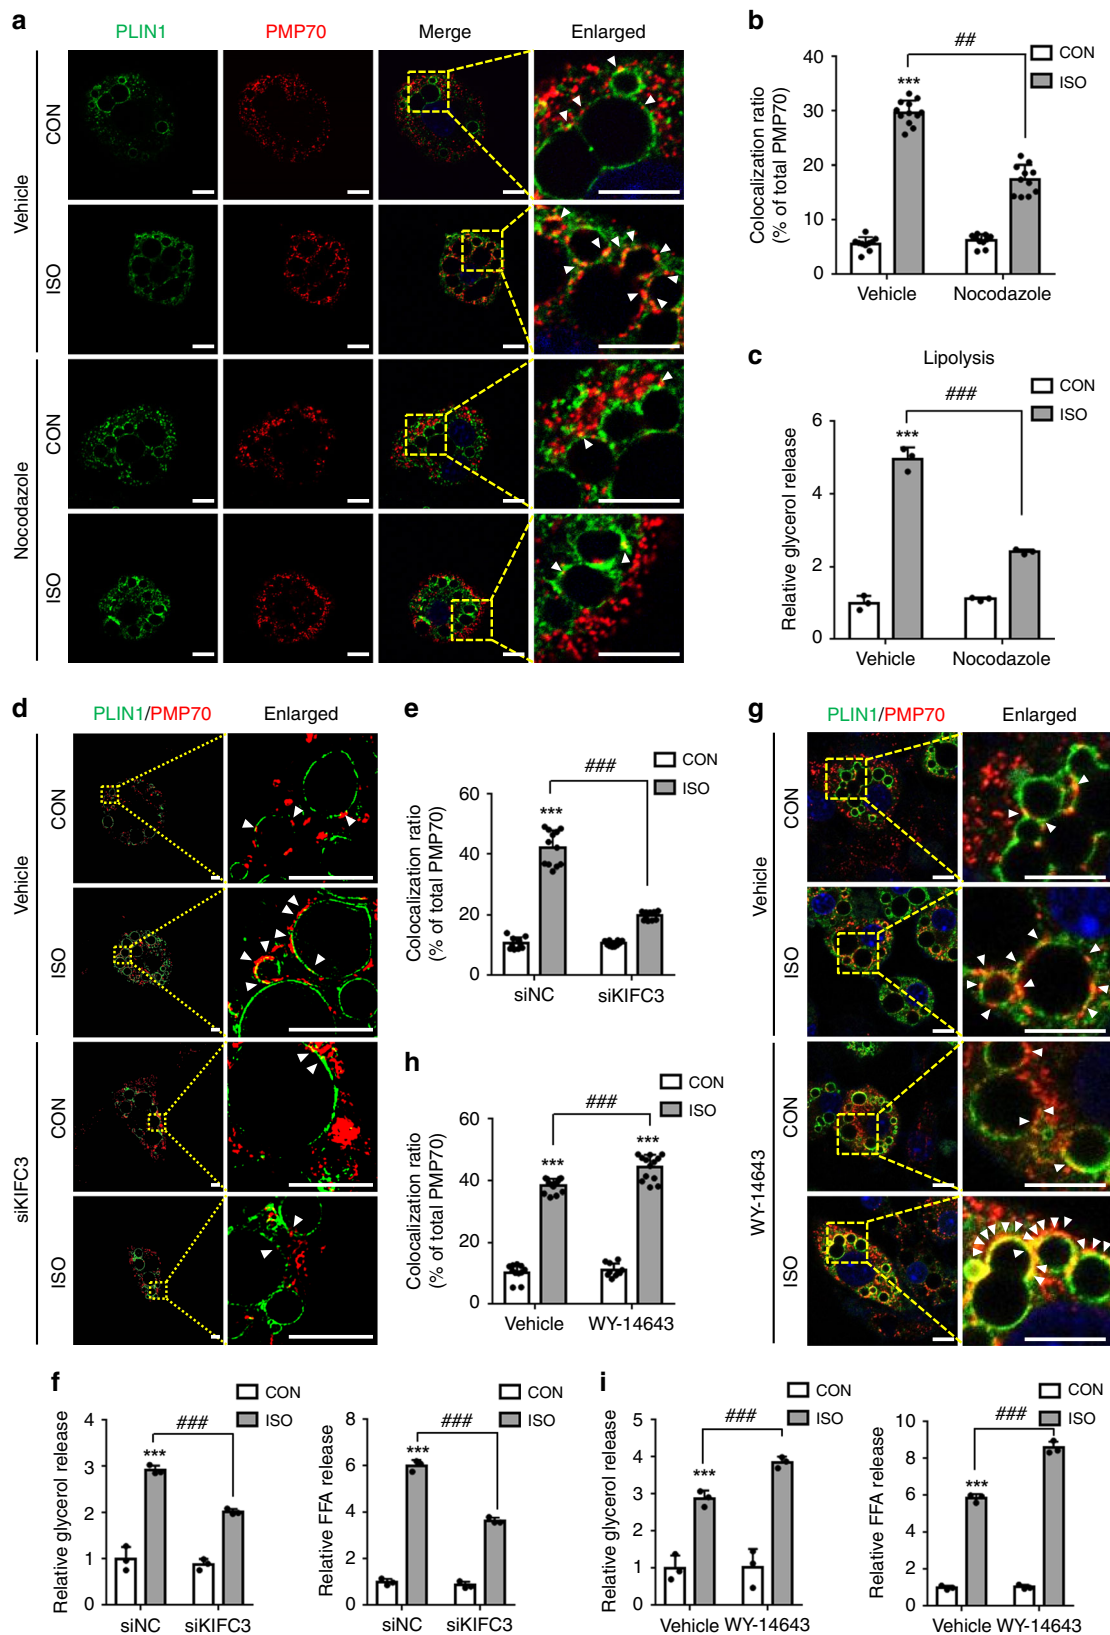 a
PLIN1 PMP70 Merge Enlarged
Vehicle
CON
ISO
Nocodazole
CON
ISO
b
CON
ISO
##
***
Colocalization ratio
(% of total PMP70)
40
30
20
10
0
Vehicle Nocodazole
c
Lipolysis
CON
ISO
###
***
Relative glycerol release
6
4
2
0
Vehicle Nocodazole
d
PLIN1/PMP70 Enlarged
Vehicle
CON
ISO
siKIFC3
CON
ISO
e
CON
ISO
###
***
Colocalization ratio
(% of total PMP70)
60
40
20
0
siNC siKIFC3
h
CON
ISO
###
***
***
Colocalization ratio
(% of total PMP70)
60
40
20
0
Vehicle WY-14643
g
PLIN1/PMP70 Enlarged
Vehicle
CON
ISO
WY-14643
CON
ISO
f
CON
ISO
###
***
Relative glycerol release
4
3
2
1
0
siNC siKIFC3
CON
ISO
###
***
Relative FFA release
8
6
4
2
0
siNC siKIFC3
i
CON
ISO
###
***
Relative glycerol release
5
4
3
2
1
0
Vehicle WY-14643
CON
ISO
###
***
Relative FFA release
10
8
6
4
2
0
Vehicle WY-14643